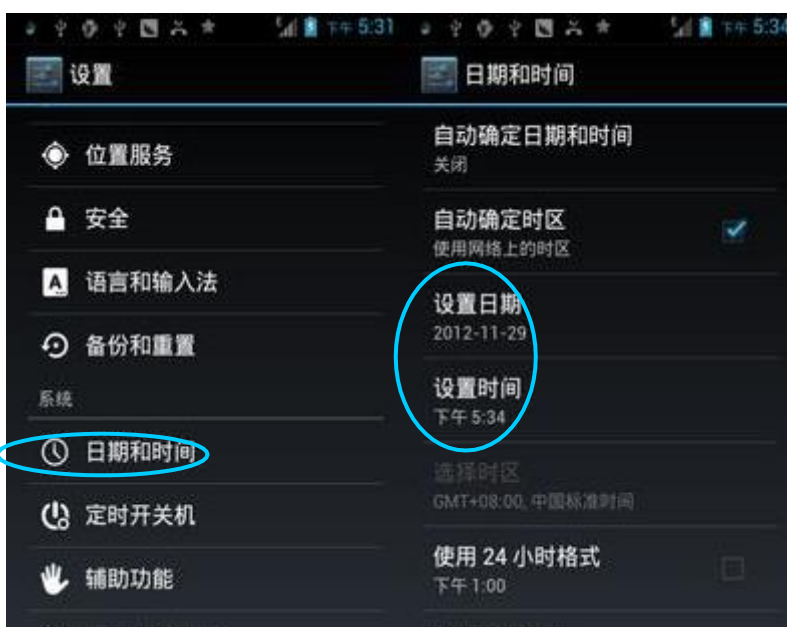 下午 5:31
设置
位置服务
安全
语言和输入法
备份和重置
系统
日期和时间
定时开关机
辅助功能
下午 5:34
日期和时间
自动确定日期和时间
关闭
自动确定时区
使用网络上的时区
设置日期
2012-11-29
设置时间
下午 5:34
选择时区
GMT+08:00, 中国标准时间
使用 24 小时格式
下午 1:00